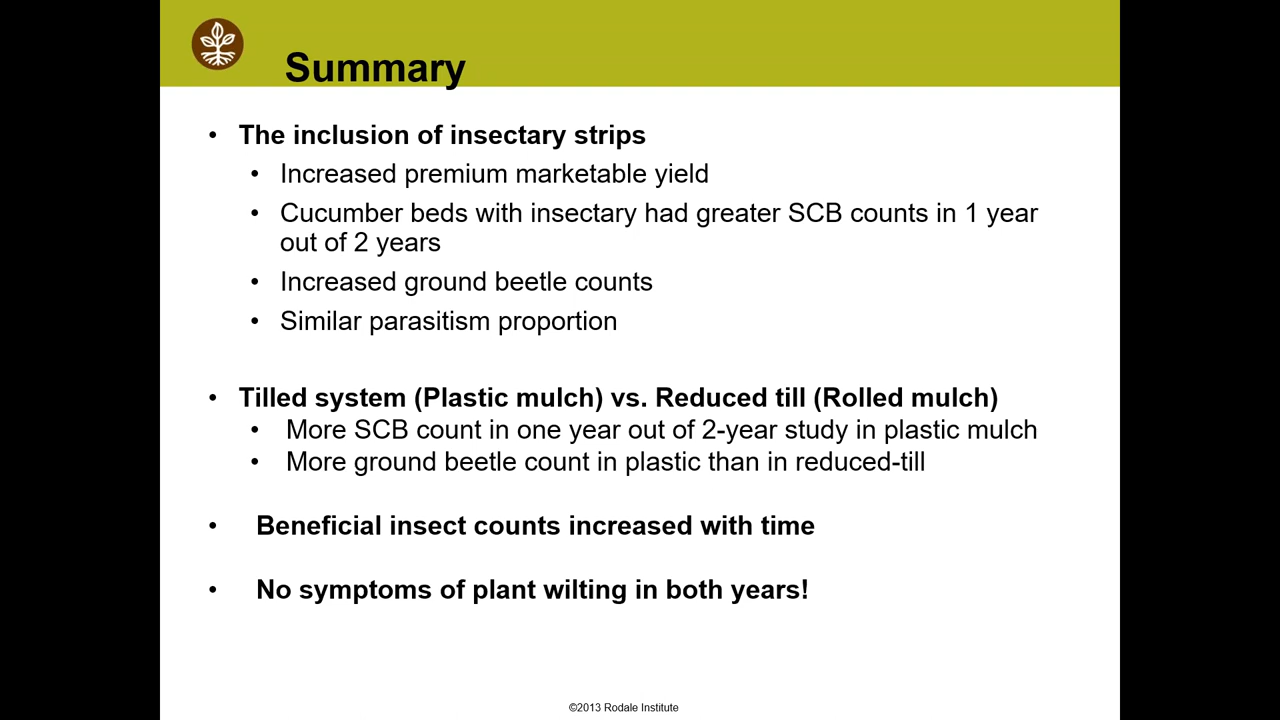 Summary
• The inclusion of insectary strips
• Increased premium marketable yield
• Cucumber beds with insectary had greater SCB counts in 1 year
out of 2 years
• Increased ground beetle counts
• Similar parasitism proportion
• Tilled system (Plastic mulch) vs. Reduced till (Rolled mulch)
• More SCB count in one year out of 2-year study in plastic mulch
• More ground beetle count in plastic than in reduced-till
• Beneficial insect counts increased with time
• No symptoms of plant wilting in both years!
©2013 Rodale Institute